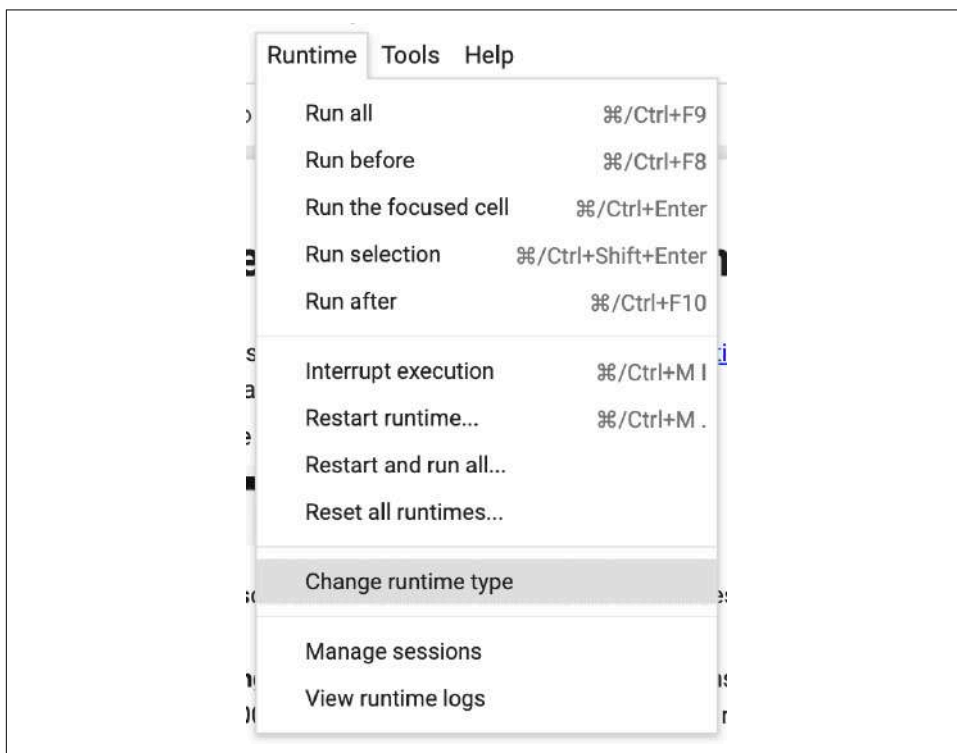 Runtime Tools Help
Run all ⌘/Ctrl+F9
Run before ⌘/Ctrl+F8
Run the focused cell ⌘/Ctrl+Enter
Run selection ⌘/Ctrl+Shift+Enter
Run after ⌘/Ctrl+F10
Interrupt execution ⌘/Ctrl+M I
Restart runtime... ⌘/Ctrl+M .
Restart and run all...
Reset all runtimes...
Change runtime type
Manage sessions
View runtime logs